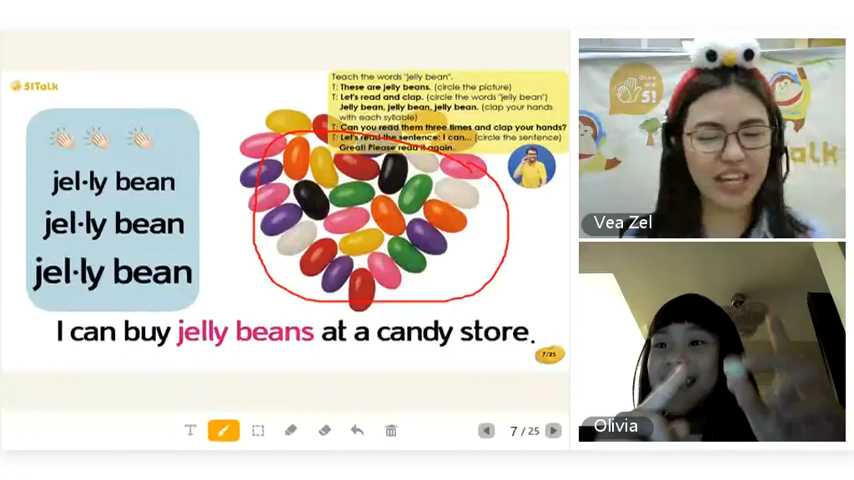 51Talk
Teach the words "jelly bean".
T: These are jelly beans. (circle the picture)
T: Let's read and clap. (circle the words "jelly bean")
Jelly bean, jelly bean, jelly bean. (clap your hands
with each syllable)
T: Can you read them three times and clap your hands?
T: Let's read the sentence: I can... (circle the sentence)
Great! Please read it again.
jel·ly bean
jel·ly bean
jel·ly bean
I can buy jelly beans at a candy store.
7/25
T
7 / 25
Give
me
5!
Talk
Vea Zel
Olivia